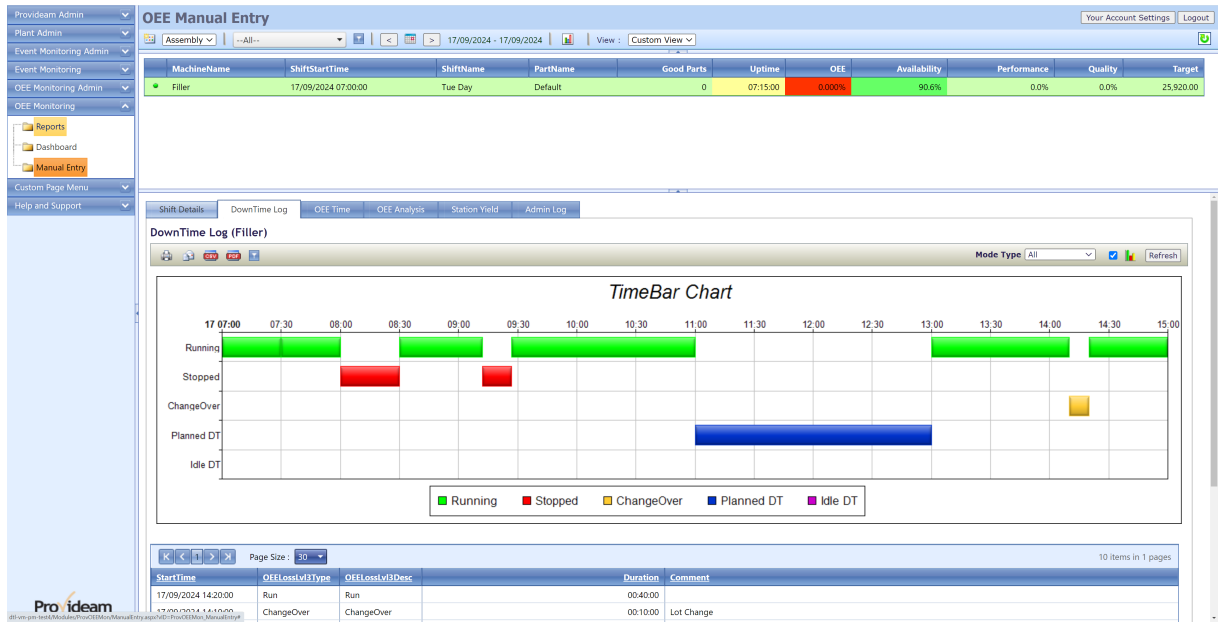 Provideam Admin
Plant Admin
Event Monitoring Admin
Event Monitoring
OEE Monitoring Admin
OEE Monitoring
Reports
Dashboard
Manual Entry
Custom Page Menu
Help and Support
Provideam
OEE Manual Entry
Your Account Settings Logout
Assembly --All-- < > 17/09/2024 - 17/09/2024 View : Custom View
MachineName ShiftStartTime ShiftName PartName Good Parts Uptime OEE Availability Performance Quality Target
Filler 17/09/2024 07:00:00 Tue Day Default 0 07:15:00 0.000% 90.6% 0.0% 0.0% 25,920.00
Shift Details DownTime Log OEE Time OEE Analysis Station Yield Admin Log
DownTime Log (Filler)
CSV PDF Mode Type All Refresh
TimeBar Chart
17 07:00 07:30 08:00 08:30 09:00 09:30 10:00 10:30 11:00 11:30 12:00 12:30 13:00 13:30 14:00 14:30 15:00
Running
Stopped
ChangeOver
Planned DT
Idle DT
Running Stopped ChangeOver Planned DT Idle DT
1 Page Size : 30 10 items in 1 pages
StartTime OEELossLvl3Type OEELossLvl3Desc Duration Comment
17/09/2024 14:20:00 Run Run 00:40:00
17/09/2024 14:10:00 ChangeOver ChangeOver 00:10:00 Lot Change